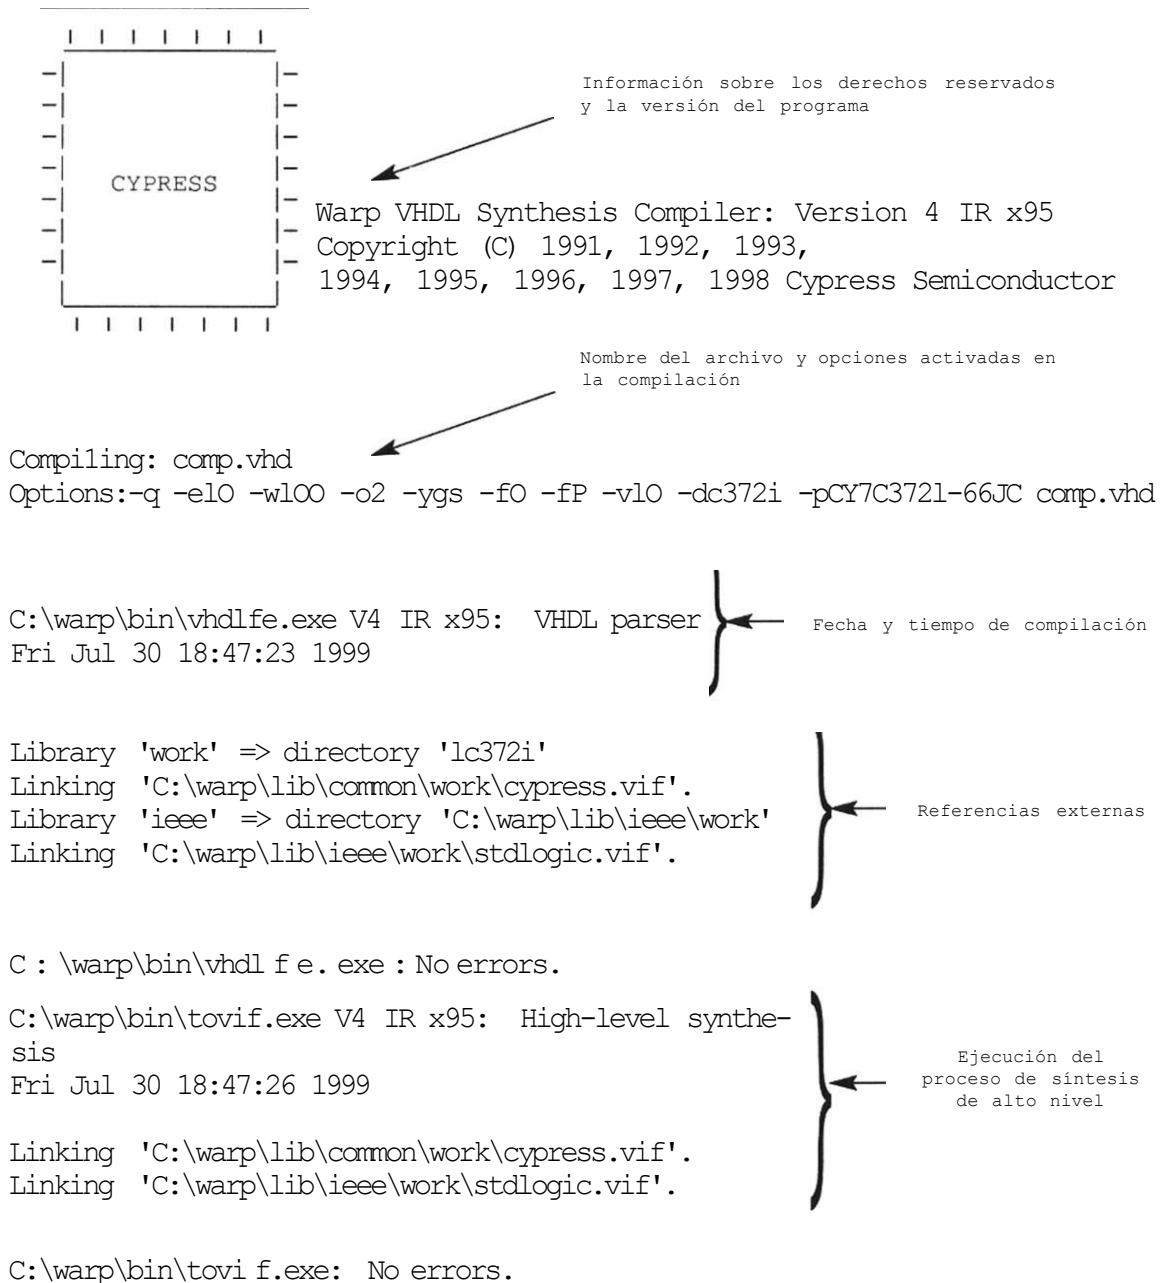 CYPRESS
Información sobre los derechos reservados
y la versión del programa
Warp VHDL Synthesis Compiler: Version 4 IR x95
Copyright (C) 1991, 1992, 1993,
1994, 1995, 1996, 1997, 1998 Cypress Semiconductor
Nombre del archivo y opciones activadas en
la compilación
Compi1ing: comp.vhd
Options:-q -elO -wlOO -o2 -ygs -fO -fP -vlO -dc372i -pCY7C372l-66JC comp.vhd
C:\warp\bin\vhdlfe.exe V4 IR x95: VHDL parser
Fri Jul 30 18:47:23 1999
Fecha y tiempo de compilación
Library 'work' => directory 'lc372i'
Linking 'C:\warp\lib\common\work\cypress.vif'.
Library 'ieee' => directory 'C:\warp\lib\ieee\work'
Linking 'C:\warp\lib\ieee\work\stdlogic.vif'.
Referencias externas
C : \warp\bin\vhdl f e. exe : No errors.
C:\warp\bin\tovif.exe V4 IR x95: High-level synthe-
sis
Fri Jul 30 18:47:26 1999
Linking 'C:\warp\lib\common\work\cypress.vif'.
Linking 'C:\warp\lib\ieee\work\stdlogic.vif'.
Ejecución del
proceso de síntesis
de alto nivel
C:\warp\bin\tovi f.exe: No errors.